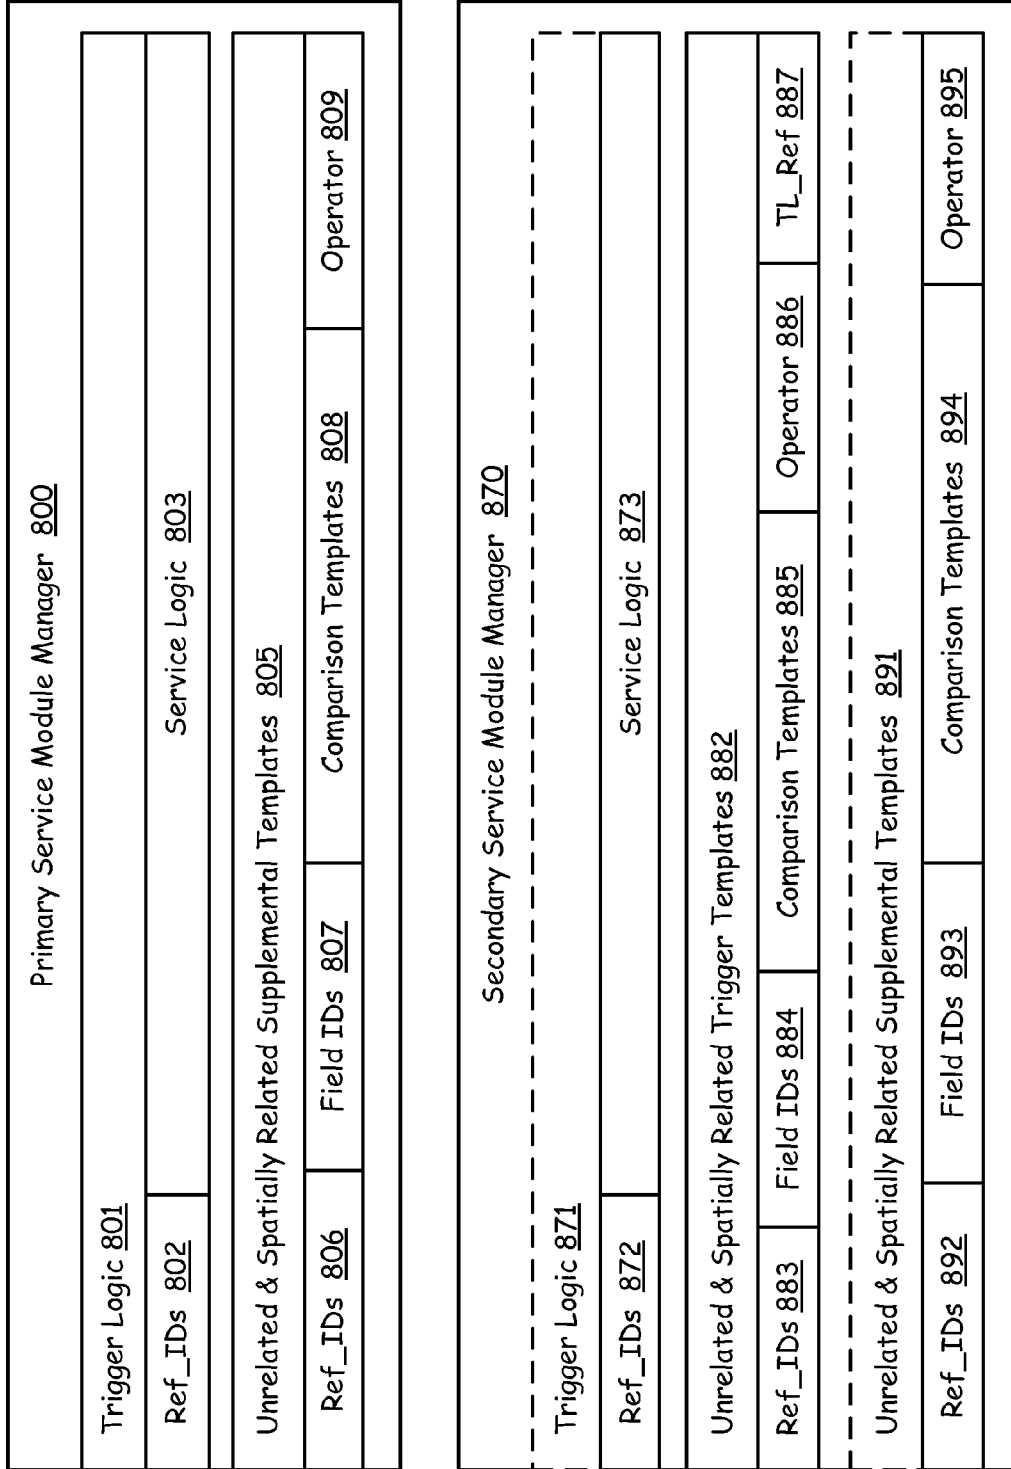 Primary Service Module Manager 800
Trigger Logic 801
Ref_IDs 802 Service Logic 803
Unrelated & Spatially Related Supplemental Templates 805
Ref_IDs 806 Field IDs 807 Comparison Templates 808 Operator 809
Secondary Service Module Manager 870
Trigger Logic 871
Ref_IDs 872 Service Logic 873
Unrelated & Spatially Related Trigger Templates 882
Ref_IDs 883 Field IDs 884 Comparison Templates 885 Operator 886 TL_Ref 887
Unrelated & Spatially Related Supplemental Templates 891
Ref_IDs 892 Field IDs 893 Comparison Templates 894 Operator 895